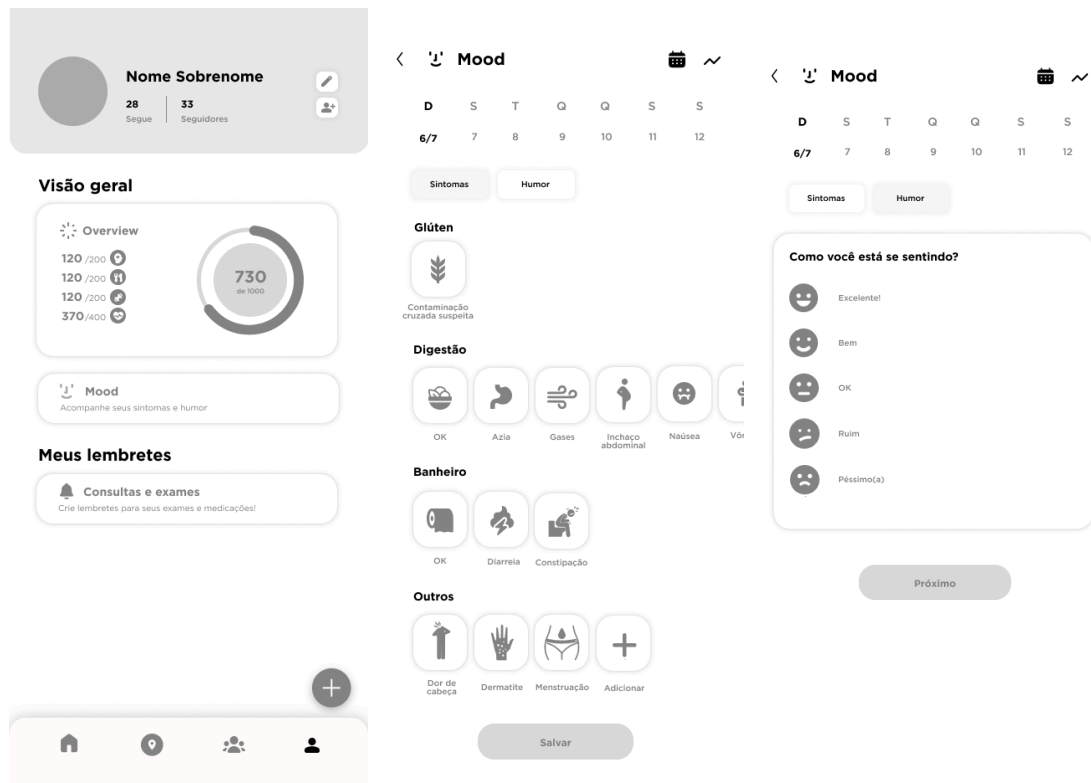 Nome Sobrenome
28 33
Segue Seguidores
Visão geral
Overview
120 /200
120 /200
120 /200
370/400
730
de 1000
Mood
Acompanhe seus sintomas e humor
Meus lembretes
Consultas e exames
Crie lembretes para seus exames e medicações!
Mood
D S T Q Q S S
6/7 7 8 9 10 11 12
Sintomas Humor
Glúten
Contaminação
cruzada suspeita
Digestão
OK Azia Gases Inchaço
abdominal
Naúsea Vôr
Banheiro
OK Diarreia Constipação
Outros
Dor de
cabeça
Dermatite Menstruação Adicionar
Salvar
Mood
D S T Q Q S S
6/7 7 8 9 10 11 12
Sintomas Humor
Como você está se sentindo?
Excelente!
Bem
OK
Ruim
Péssimo(a)
Próximo